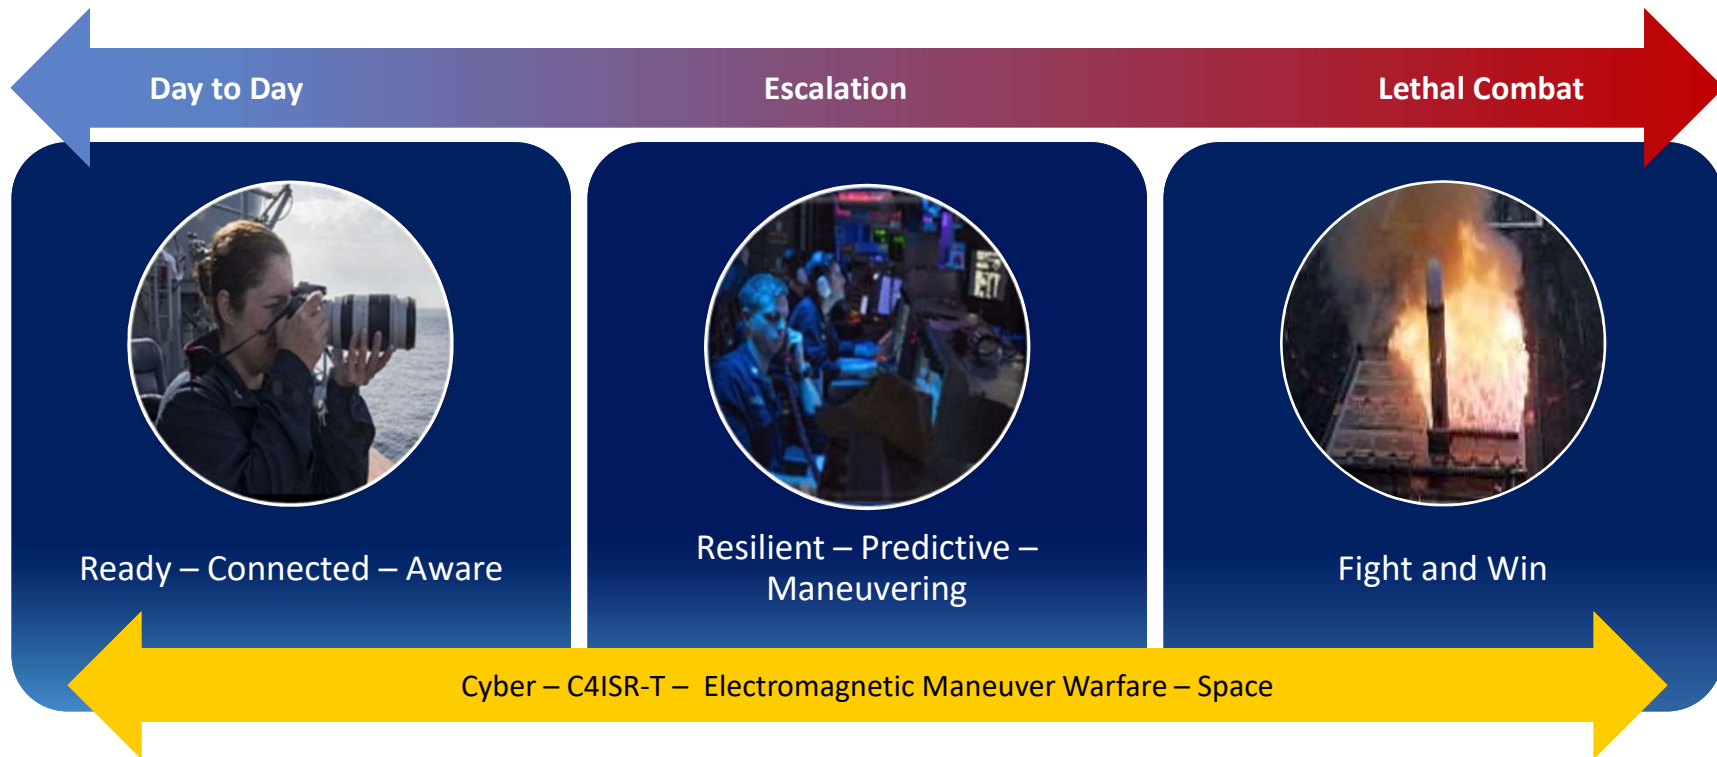 Day to Day
Escalation
Lethal Combat
Ready – Connected – Aware
Resilient – Predictive –
Maneuvering
Fight and Win
Cyber – C4ISR-T –  Electromagnetic Maneuver Warfare – Space